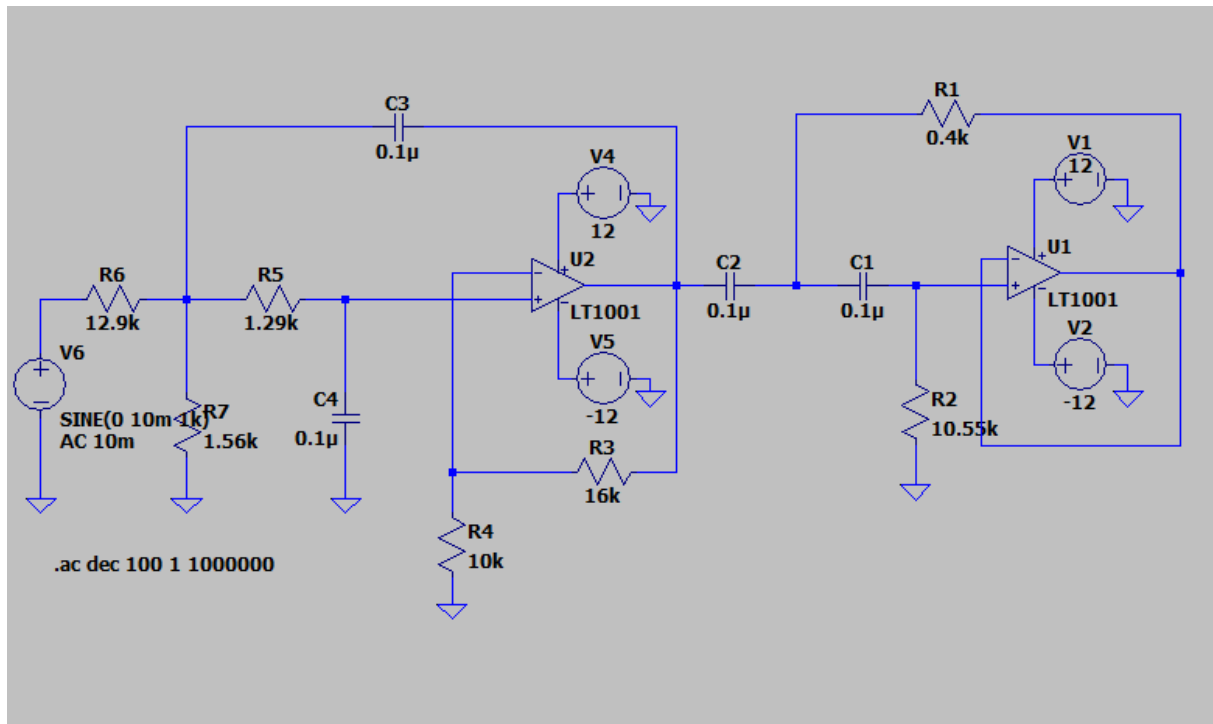 C3
0.1µ
R1
0.4k
V4
12
V1
12
R6
12.9k
R5
1.29k
U2
LT1001
C2
0.1µ
C1
0.1µ
U1
LT1001
V6
SINE(0 10m 1k)
AC 10m
R7
1.56k
C4
0.1µ
V5
-12
V2
-12
R2
10.55k
R3
16k
R4
10k
.ac dec 100 1 1000000